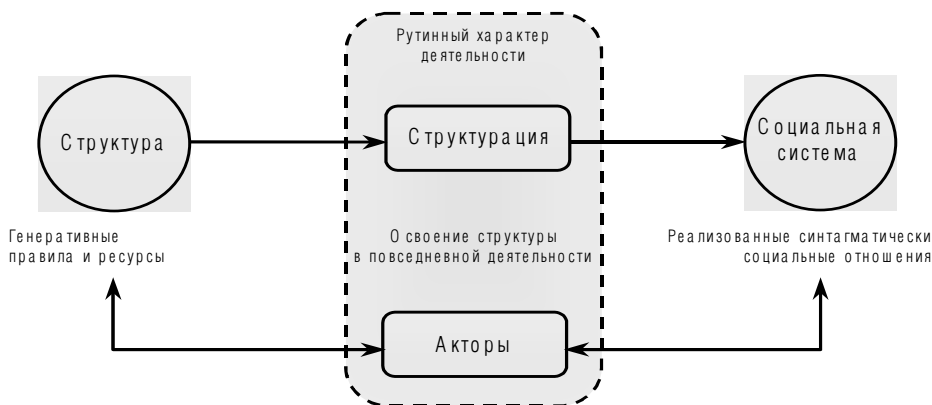 Рутинный характер
деятельности
Структура
Структурация
Социальная
система
Генеративные
правила и ресурсы
Освоение структуры
в повседневной деятельности
Реализованные синтагматически
социальные отношения
Акторы